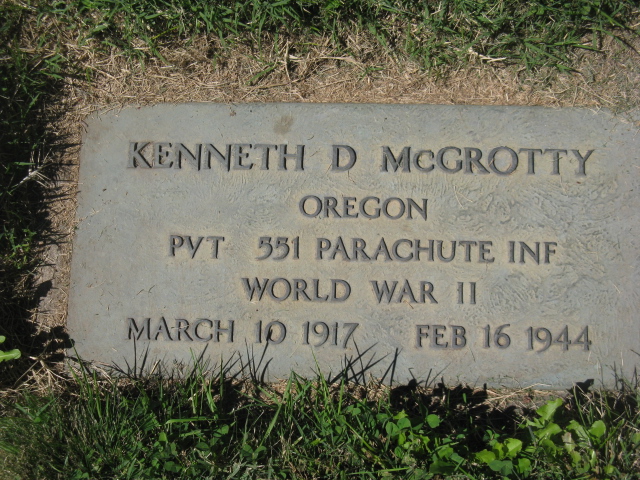 KENNETH D McGROTTY
OREGON
PVT 551 PARACHUTE INF
WORLD WAR II
MARCH 10 1917 FEB 16 1944